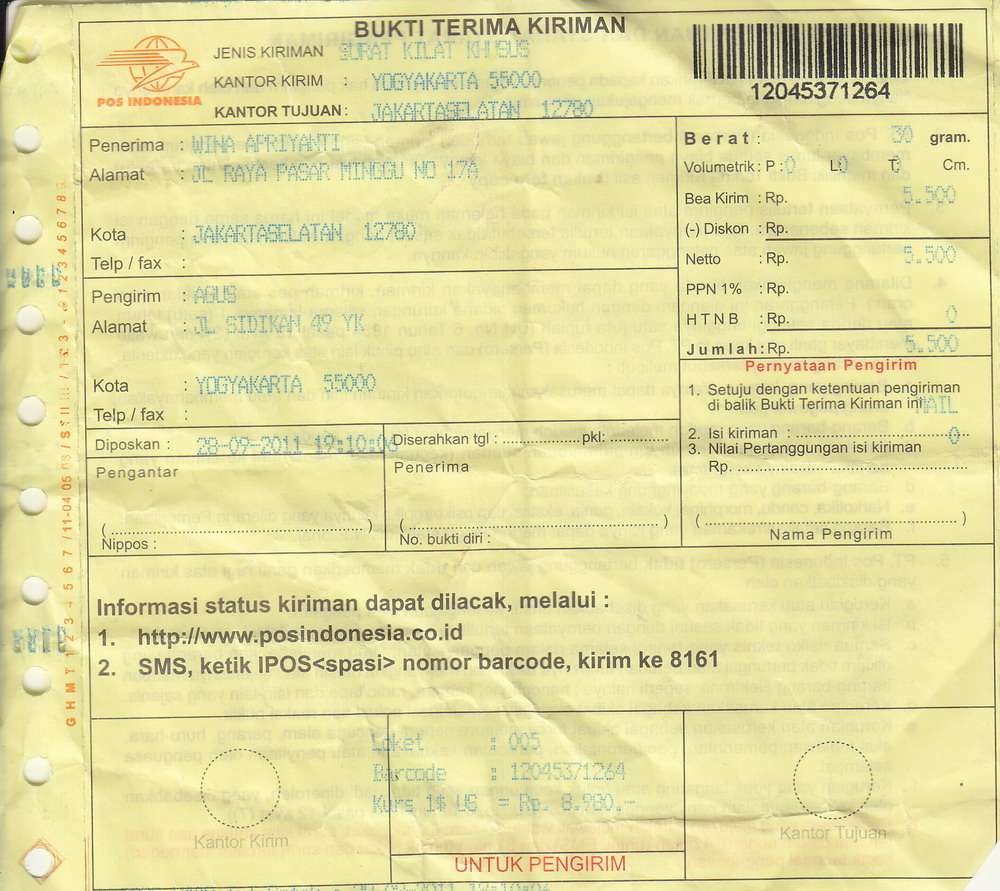 BUKTI TERIMA KIRIMAN
POS INDONESIA
JENIS KIRIMAN SURAT KILAT KHUSUS
KANTOR KIRIM : YOGYAKARTA 55000
KANTOR TUJUAN : JAKARTASELATAN 12780
12045371264
Penerima : WINA APRIYANTI
Alamat : JL RAYA PASAR MINGGU NO 17A
Kota : JAKARTASELATAN 12780
Telp / fax :
Berat : 30 gram.
Volumetrik : P : 0 L : 0 T : Cm.
Bea Kirim : Rp. 5.500
(-) Diskon : Rp.
Netto : Rp. 5.500
PPN 1% : Rp.
H T N B : Rp. 0
Jumlah : Rp. 5.500
Pengirim : AGUS
Alamat : JL SIDIKAN 49 YK
Kota : YOGYAKARTA 55000
Telp / fax :
Pernyataan Pengirim
1. Setuju dengan ketentuan pengiriman
di balik Bukti Terima Kiriman ini MAIL
2. Isi kiriman : 0
3. Nilai Pertanggungan isi kiriman
Rp.
Diposkan : 28-09-2011 19:10:06
Diserahkan tgl : pkl:
Pengantar
Nippos :
Penerima
No. bukti diri :
Nama Pengirim
Informasi status kiriman dapat dilacak, melalui :
1. http://www.posindonesia.co.id
2. SMS, ketik IPOS<spasi> nomor barcode, kirim ke 8161
Loket : 005
Barcode : 12045371264
Kurs 1$ US = Rp. 8.980,-
Kantor Kirim
Kantor Tujuan
UNTUK PENGIRIM